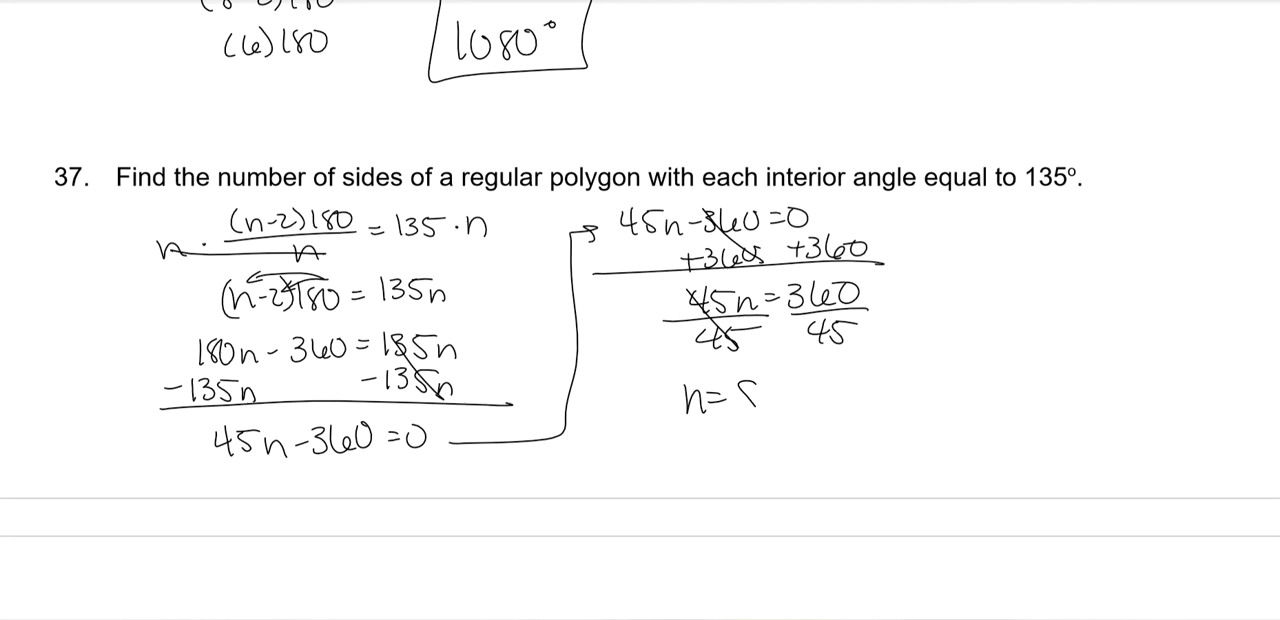 (6)180
1080°
37. Find the number of sides of a regular polygon with each interior angle equal to 135°.
n · (n-2)180 / n = 135 · n
(n-2)180 = 135n
180n - 360 = 135n
-135n -135n
45n - 360 = 0
45n - 360 = 0
+360 +360
45n = 360
45 45
n =